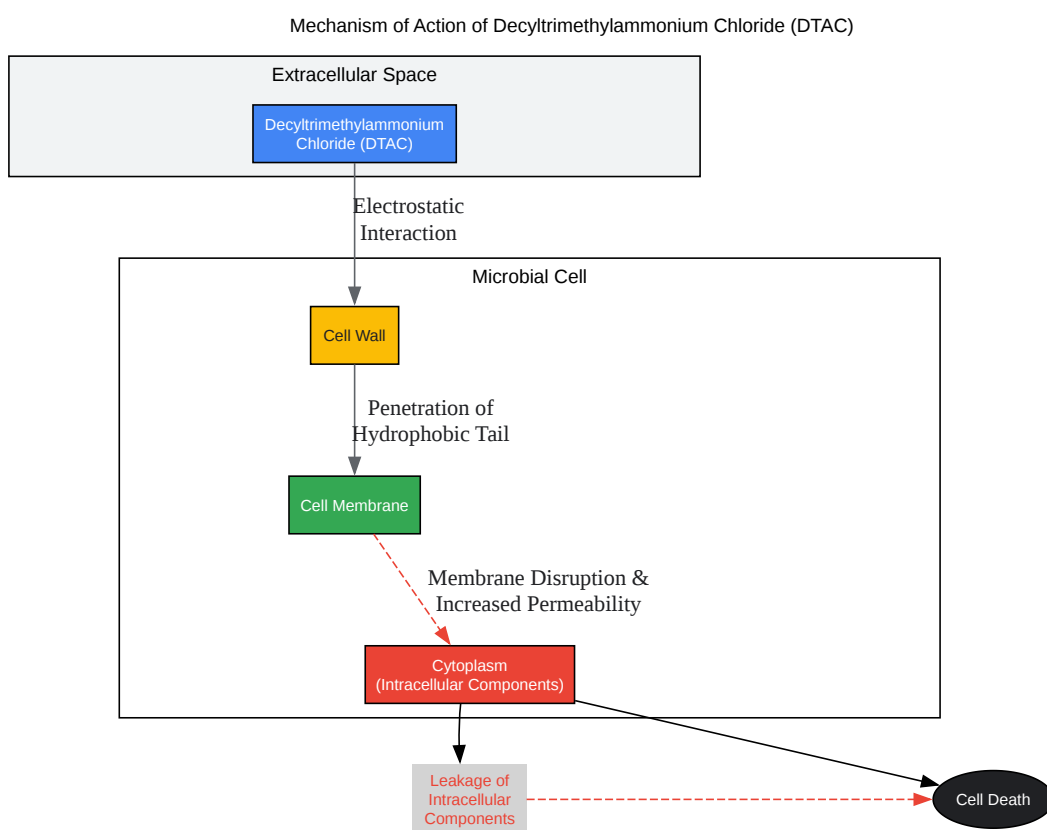 Mechanism of Action of Decyltrimethylammonium Chloride (DTAC)
Extracellular Space
Decyltrimethylammonium
Chloride (DTAC)
Electrostatic
Interaction
Microbial Cell
Cell Wall
Penetration of
Hydrophobic Tail
Cell Membrane
Membrane Disruption &
Increased Permeability
Cytoplasm
(Intracellular Components)
Leakage of
Intracellular
Components
Cell Death